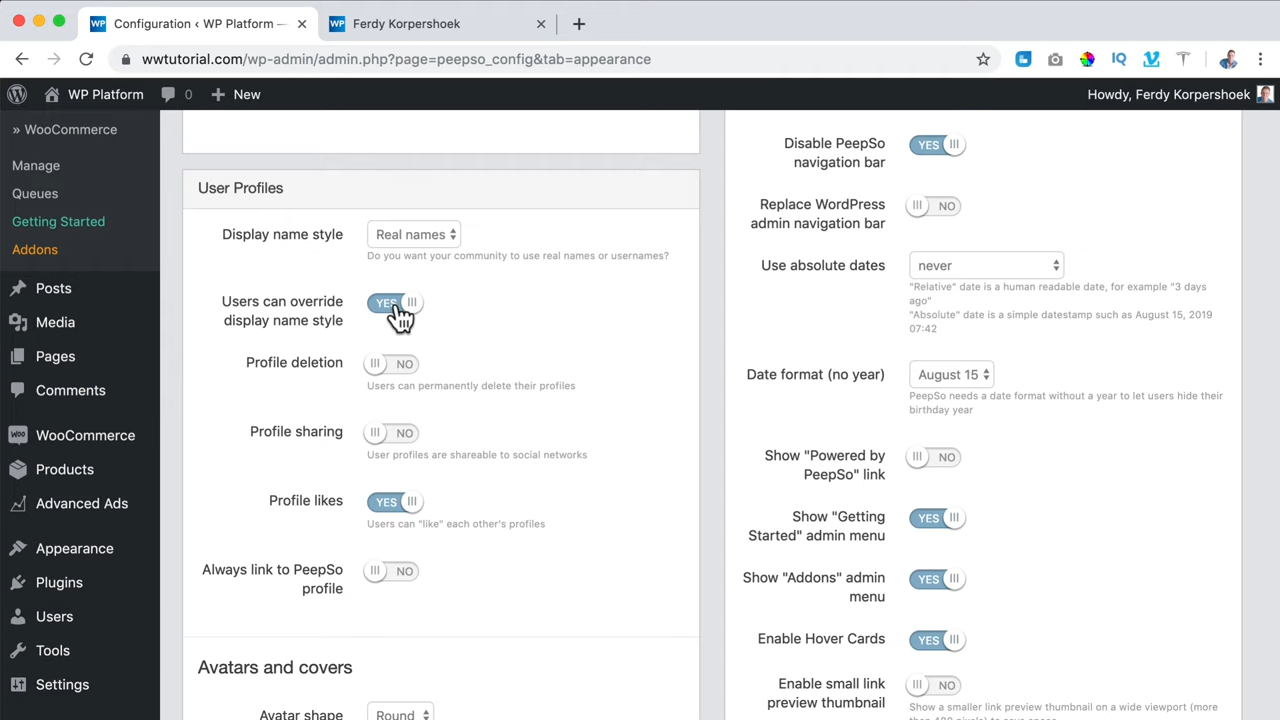 Configuration ‹ WP Platform —
Ferdy Korpershoek
wwtutorial.com/wp-admin/admin.php?page=peepso_config&tab=appearance
WP Platform
0
New
Howdy, Ferdy Korpershoek
» WooCommerce
Manage
Queues
Getting Started
Addons
Posts
Media
Pages
Comments
WooCommerce
Products
Advanced Ads
Appearance
Plugins
Users
Tools
Settings
User Profiles
Display name style
Real names
Do you want your community to use real names or usernames?
Users can override
display name style
YES
Profile deletion
NO
Users can permanently delete their profiles
Profile sharing
NO
User profiles are shareable to social networks
Profile likes
YES
Users can "like" each other's profiles
Always link to PeepSo
profile
NO
Avatars and covers
Avatar shape
Round
Disable PeepSo
navigation bar
YES
Replace WordPress
admin navigation bar
NO
Use absolute dates
never
"Relative" date is a human readable date, for example "3 days
ago"
"Absolute" date is a simple datestamp such as August 15, 2019
07:42
Date format (no year)
August 15
PeepSo needs a date format without a year to let users hide their
birthday year
Show "Powered by
PeepSo" link
NO
Show "Getting
Started" admin menu
YES
Show "Addons" admin
menu
YES
Enable Hover Cards
YES
Enable small link
preview thumbnail
NO
Show a smaller link preview thumbnail on a wide viewport (more
than 480 pixels) to save space